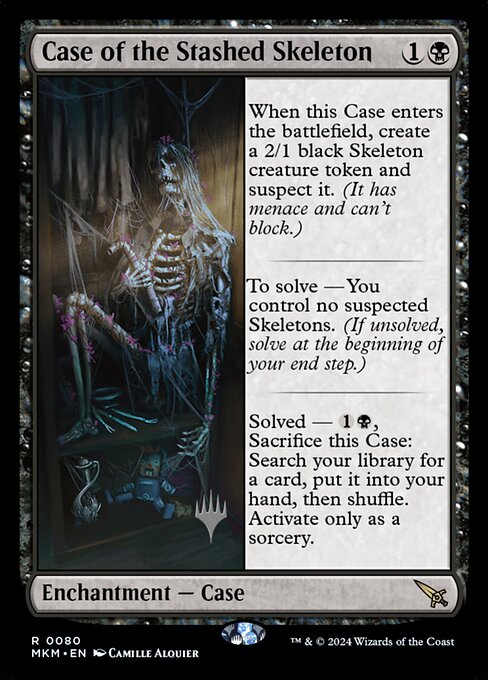 Case of the Stashed Skeleton 1
When this Case enters
the battlefield, create
a 2/1 black Skeleton
creature token and
suspect it. (It has
menace and can't
block.)
To solve — You
control no suspected
Skeletons. (If unsolved,
solve at the beginning of
your end step.)
Solved — 1,
Sacrifice this Case:
Search your library for
a card, put it into your
hand, then shuffle.
Activate only as a
sorcery.
Enchantment — Case
R 0080
MKM • EN Camille Alquier
™ & © 2024 Wizards of the Coast